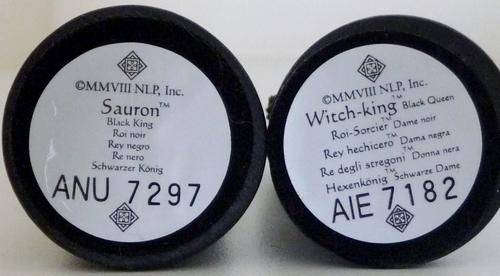 ©MMVIII NLP, Inc.
Sauron™
Black King
Roi noir
Rey negro
Re nero
Schwarzer König
ANU 7297
©MMVIII NLP, Inc.
Witch-king™ Black Queen
Roi-Sorcier™ Dame noir
Rey hechicero™ Dama negra
Re degli stregoni™ Donna nera
Hexenkönig™ Schwarze Dame
AIE 7182